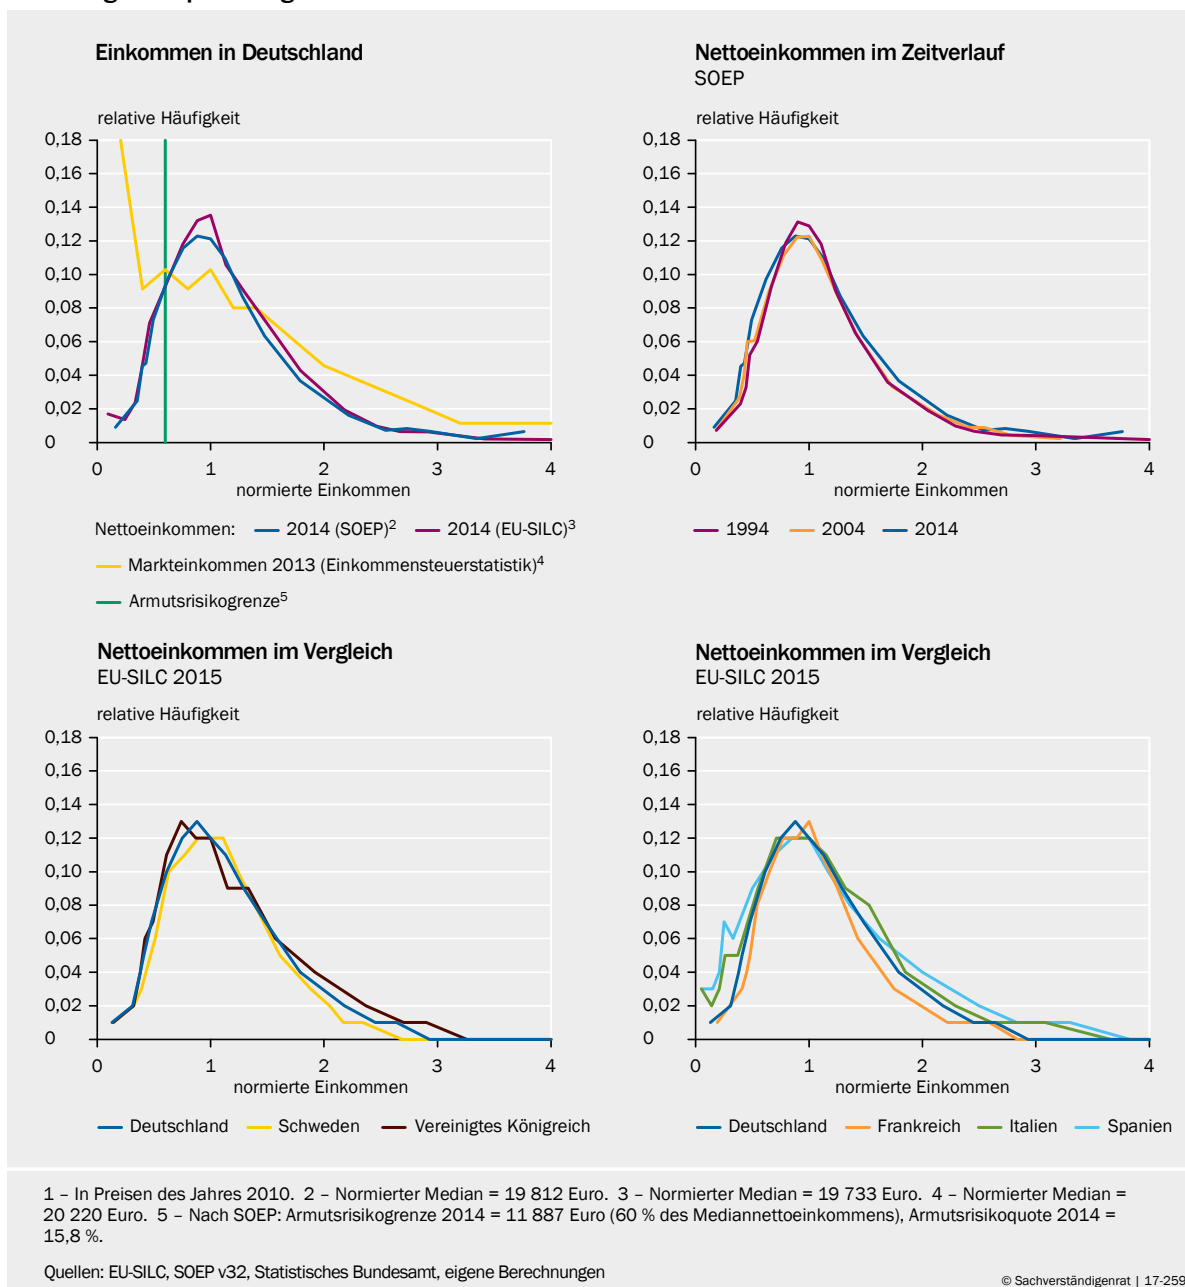 Einkommen in Deutschland
relative Häufigkeit
0,18
0,16
0,14
0,12
0,10
0,08
0,06
0,04
0,02
0
0 1 2 3 4
normierte Einkommen
Nettoeinkommen: 2014 (SOEP)² 2014 (EU-SILC)³
Markteinkommen 2013 (Einkommensteuerstatistik)⁴
Armutsrisikogrenze⁵
Nettoeinkommen im Zeitverlauf
SOEP
relative Häufigkeit
0,18
0,16
0,14
0,12
0,10
0,08
0,06
0,04
0,02
0
0 1 2 3 4
normierte Einkommen
1994 2004 2014
Nettoeinkommen im Vergleich
EU-SILC 2015
relative Häufigkeit
0,18
0,16
0,14
0,12
0,10
0,08
0,06
0,04
0,02
0
0 1 2 3 4
normierte Einkommen
Deutschland Schweden Vereinigtes Königreich
Nettoeinkommen im Vergleich
EU-SILC 2015
relative Häufigkeit
0,18
0,16
0,14
0,12
0,10
0,08
0,06
0,04
0,02
0
0 1 2 3 4
normierte Einkommen
Deutschland Frankreich Italien Spanien
1 – In Preisen des Jahres 2010. 2 – Normierter Median = 19 812 Euro. 3 – Normierter Median = 19 733 Euro. 4 – Normierter Median =
20 220 Euro. 5 – Nach SOEP: Armutsrisikogrenze 2014 = 11 887 Euro (60 % des Mediannettoeinkommens), Armutsrisikoquote 2014 =
15,8 %.
Quellen: EU-SILC, SOEP v32, Statistisches Bundesamt, eigene Berechnungen
© Sachverständigenrat | 17-259